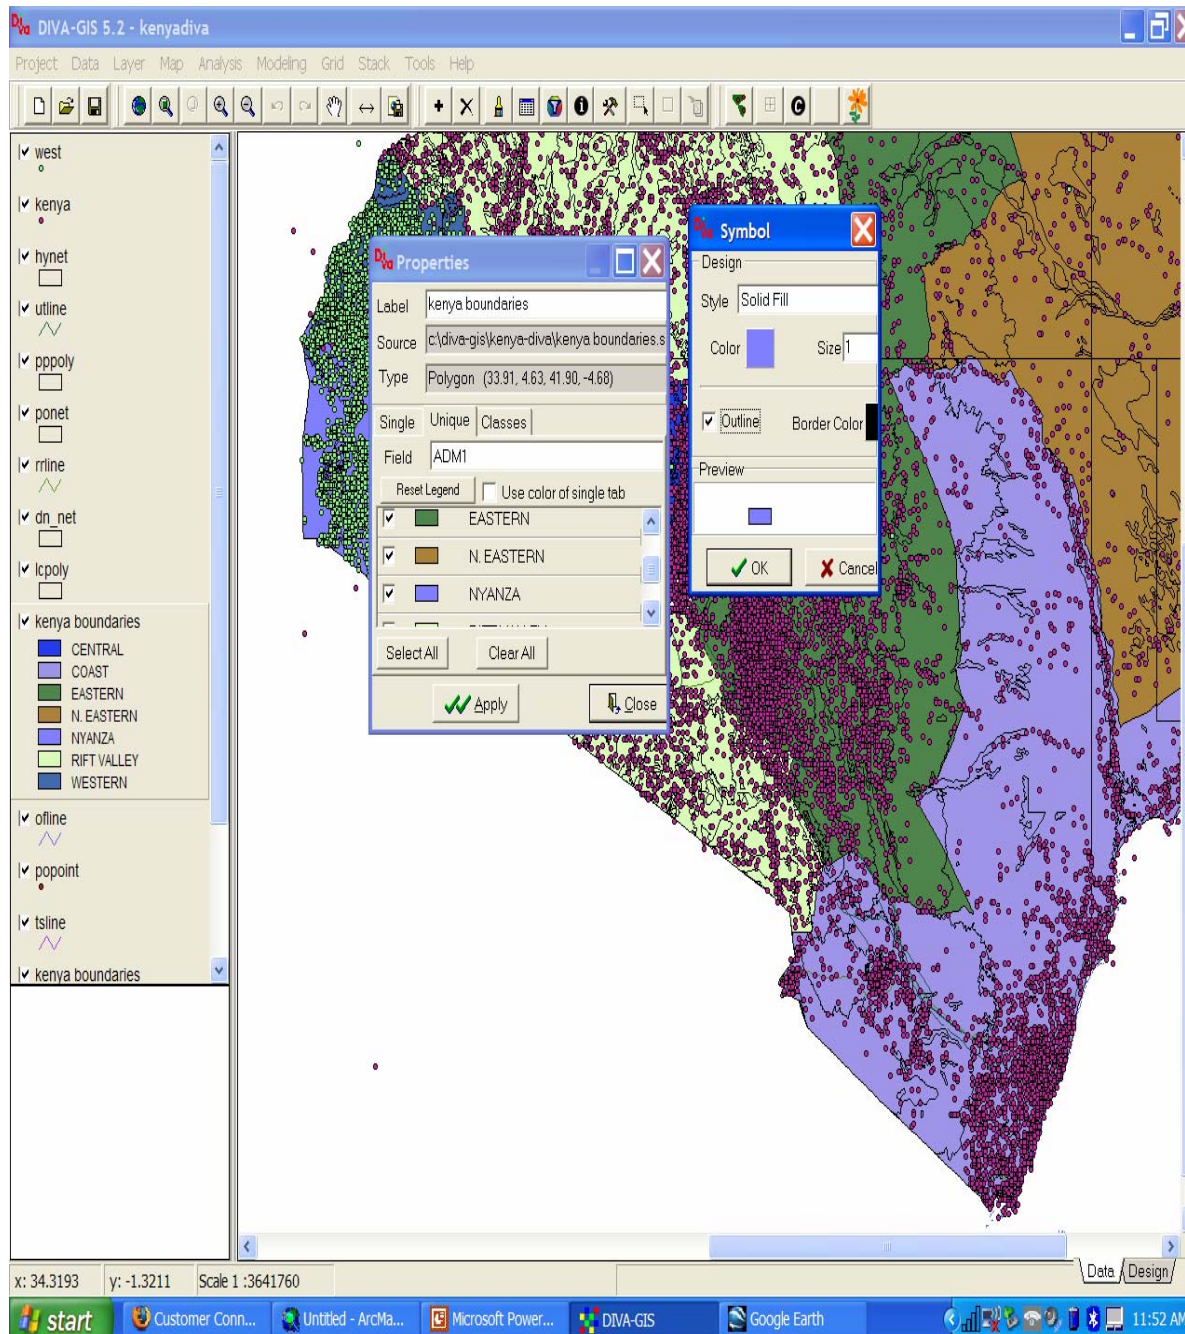 DIVA-GIS 5.2 - kenyadiva
Project Data Layer Map Analysis Modeling Grid Stack Tools Help
west
kenya
hynet
utline
pppoly
ponet
rrline
dn_net
lcpoly
kenya boundaries
CENTRAL
COAST
EASTERN
N. EASTERN
NYANZA
RIFT VALLEY
WESTERN
ofline
popoint
tsline
kenya boundaries
Properties
Label kenya boundaries
Source c:\diva-gis\kenya-diva\kenya boundaries.s
Type Polygon (33.91, 4.63, 41.90, -4.68)
Single Unique Classes
Field ADM1
Reset Legend Use color of single tab
EASTERN
N. EASTERN
NYANZA
Select All Clear All
Apply Close
Symbol
Design
Style Solid Fill
Color Size 1
Outline Border Color
Preview
OK Cancel
Data Design
x: 34.3193 y: -1.3211 Scale 1 :3641760
start Customer Conn... Untitled - ArcMa... Microsoft Power... DIVA-GIS Google Earth 11:52 AM